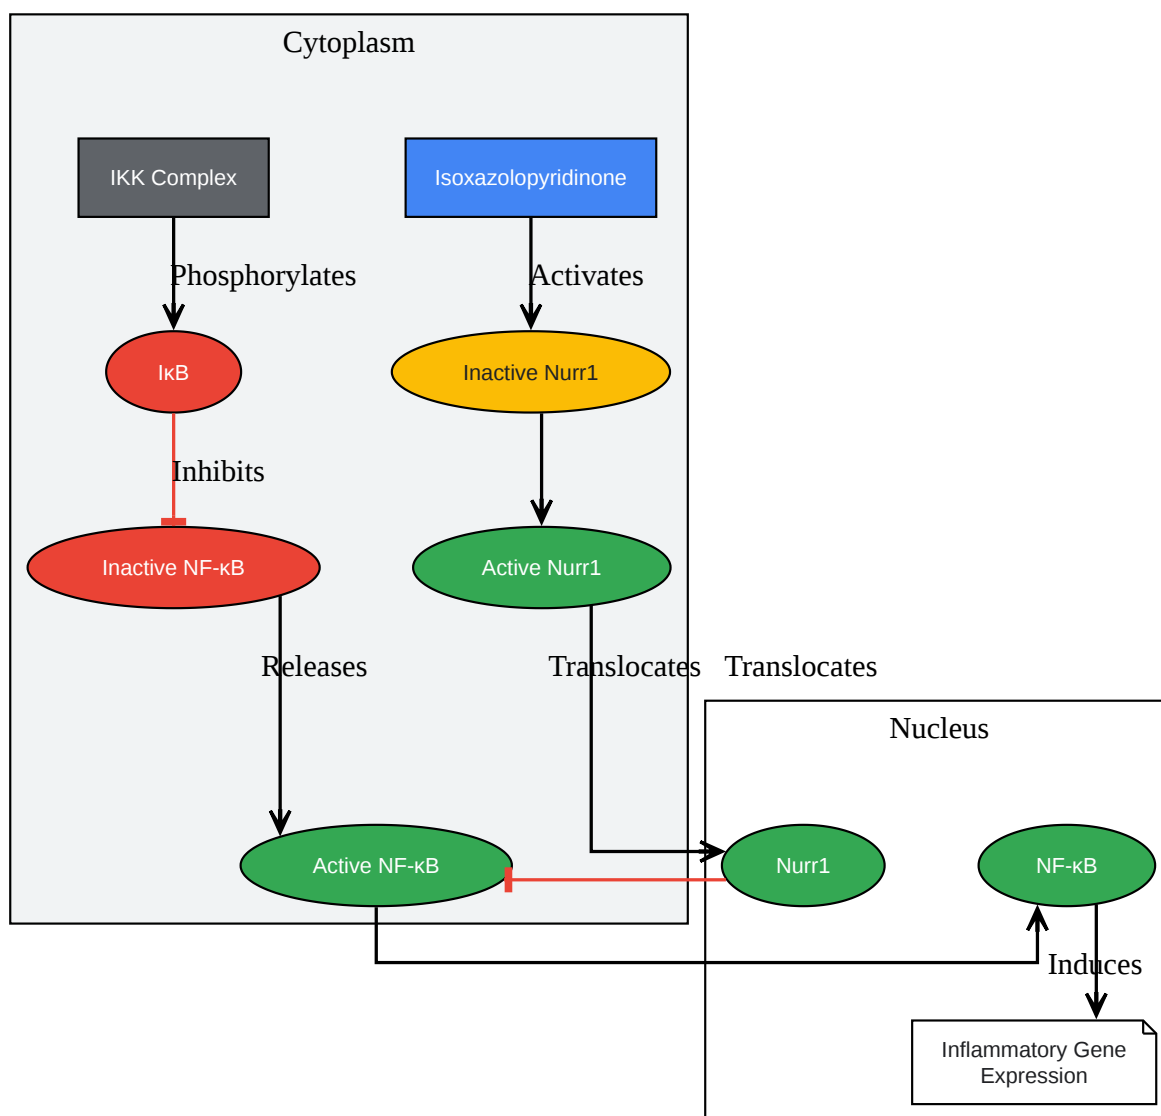 Cytoplasm
IKK Complex
Isoxazolopyridinone
Phosphorylates
Activates
IκB
Inactive Nurr1
Inhibits
Inactive NF-κB
Active Nurr1
Releases
Translocates
Translocates
Nucleus
Active NF-κB
Nurr1
NF-κB
Induces
Inflammatory Gene
Expression